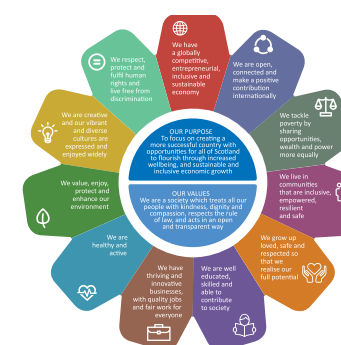 We have
a globally
competitive,
entrepreneurial,
inclusive and
sustainable
economy
We are open,
connected and
make a positive
contribution
internationally
We tackle
poverty by
sharing
opportunities,
wealth and power
more equally
We live in
communities
that are inclusive,
empowered,
resilient
and safe
We grow up
loved, safe and
respected so
that we
realise our
full potential
We are well
educated,
skilled and
able to
contribute
to society
We have
thriving and
innovative
businesses,
with quality jobs
and fair work for
everyone
We are
healthy and
active
We value, enjoy,
protect and
enhance our
environment
We are creative
and our vibrant
and diverse
cultures are
expressed and
enjoyed widely
We respect,
protect and
fulfil human
rights and
live free from
discrimination
OUR PURPOSE
To focus on creating a
more successful country with
opportunities for all of Scotland
to flourish through increased
wellbeing, and sustainable and
inclusive economic growth
OUR VALUES
We are a society which treats all our
people with kindness, dignity and
compassion, respects the rule
of law, and acts in an open
and transparent way